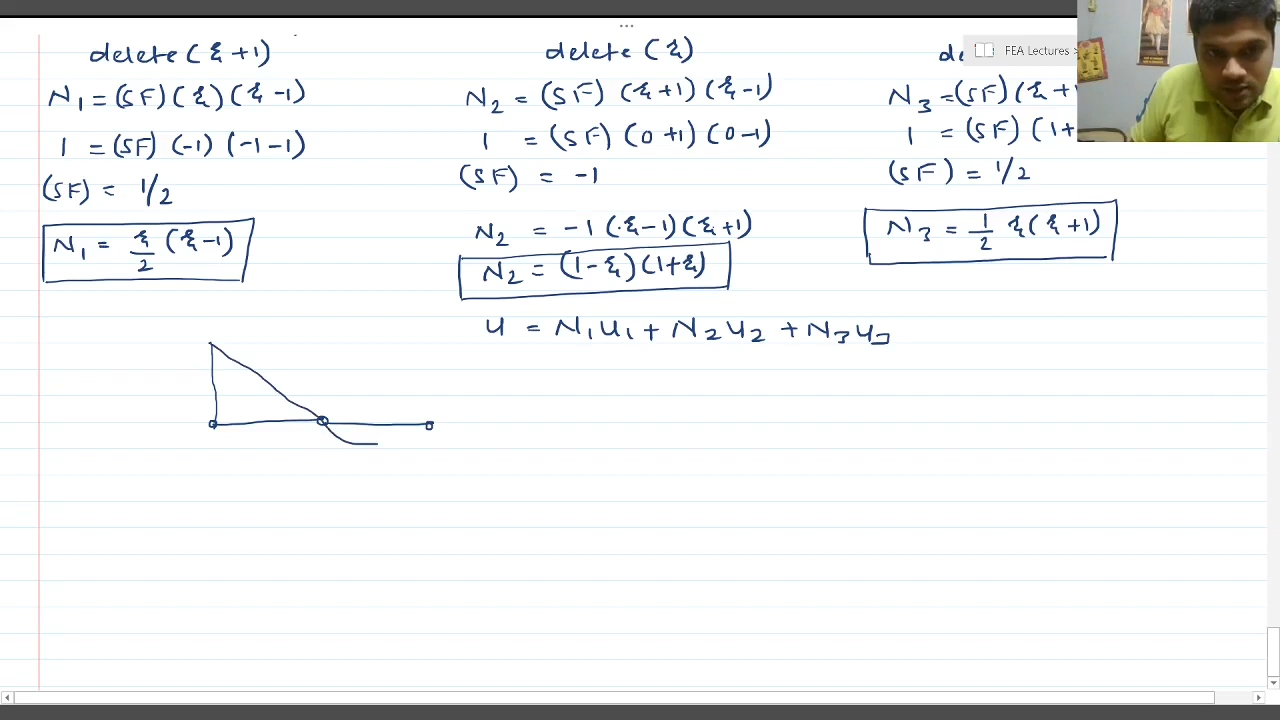 delete (ξ+1)
N1 = (SF) (ξ) (ξ-1)
1 = (SF) (-1) (-1-1)
(SF) = 1/2
N1 = ξ/2 (ξ-1)
delete (ξ)
N2 = (SF) (ξ+1) (ξ-1)
1 = (SF) (0+1) (0-1)
(SF) = -1
N2 = -1 (ξ-1) (ξ+1)
N2 = (1-ξ) (1+ξ)
u = N1u1 + N2u2 + N3u3
FEA Lectures >
N3 = (SF) (ξ+
1 = (SF) (1+
(SF) = 1/2
N3 = 1/2 ξ(ξ+1)